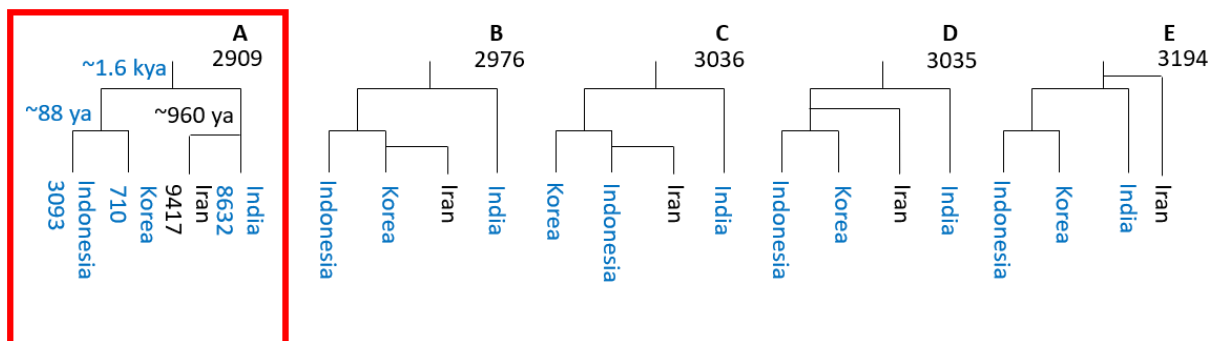 A
2909
~1.6 kya
~88 ya
~960 ya
3093
Indonesia
710
Korea
9417
Iran
8632
India
B
2976
Indonesia
Korea
Iran
India
C
3036
Korea
Indonesia
Iran
India
D
3035
Indonesia
Korea
Iran
India
E
3194
Indonesia
Korea
India
Iran